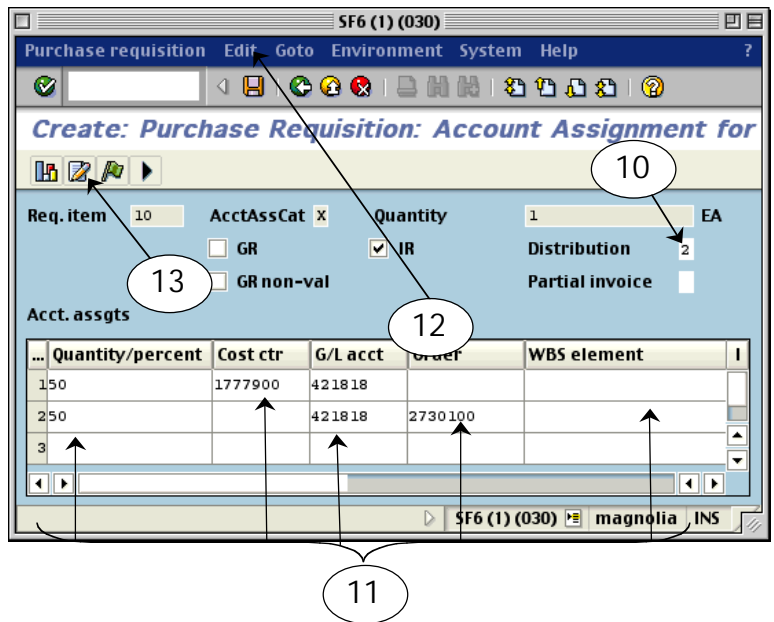 SF6 (1) (030)
Purchase requisition Edit Goto Environment System Help ?
Create: Purchase Requisition: Account Assignment for
10
Req. item 10 AcctAssCat X Quantity 1 EA
GR IR Distribution 2
13 GR non-val Partial invoice
12
Acct. assgts
... Quantity/percent Cost ctr G/L acct Order WBS element I
1 50 1777900 421818
2 50 421818 2730100
3
SF6 (1) (030) magnolia INS
11